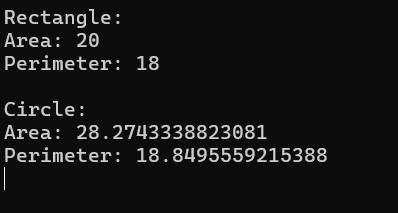 Rectangle:
Area: 20
Perimeter: 18
Circle:
Area: 28.2743338823081
Perimeter: 18.8495559215388